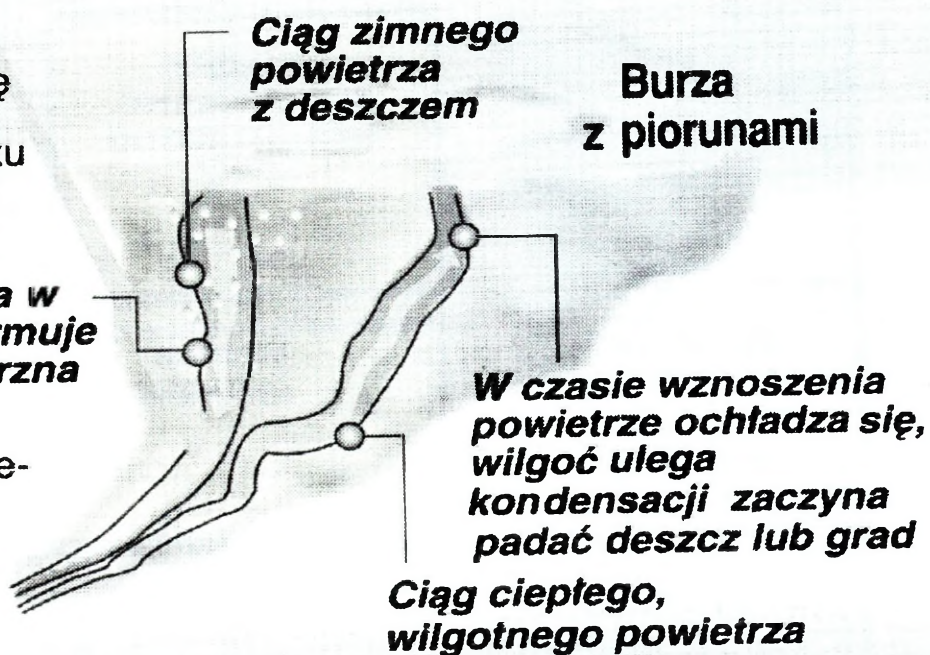 Ciąg zimnego
powietrza
z deszczem
Burza
z piorunami
a w
W czasie wznoszenia
powietrze ochładza się,
wilgoć ulega
kondensacji zaczyna
padać deszcz lub grad
Ciąg ciepłego,
wilgotnego powietrza